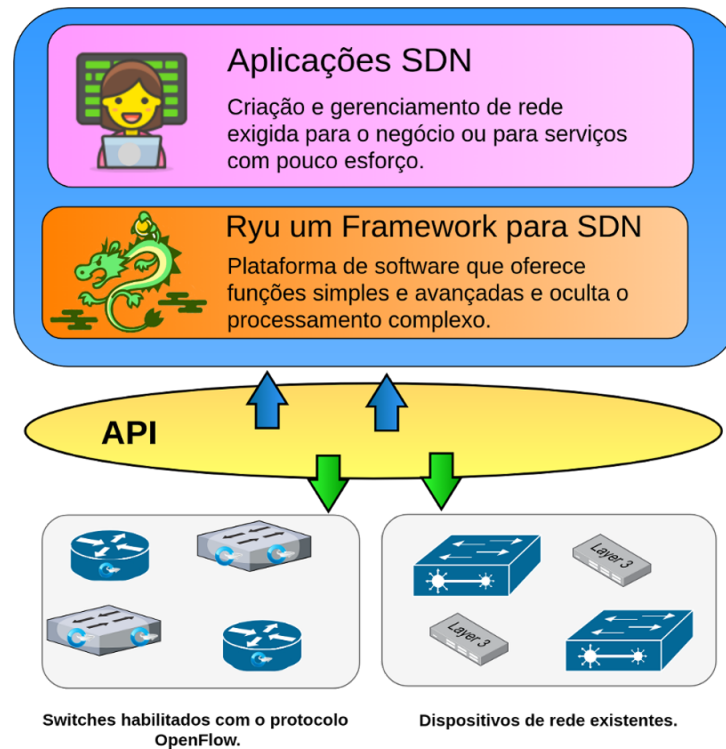 Aplicações SDN
Criação e gerenciamento de rede
exigida para o negócio ou para serviços
com pouco esforço.
Ryu um Framework para SDN
Plataforma de software que oferece
funções simples e avançadas e oculta o
processamento complexo.
API
Layer 3
Layer 3
Switches habilitados com o protocolo
OpenFlow.
Dispositivos de rede existentes.